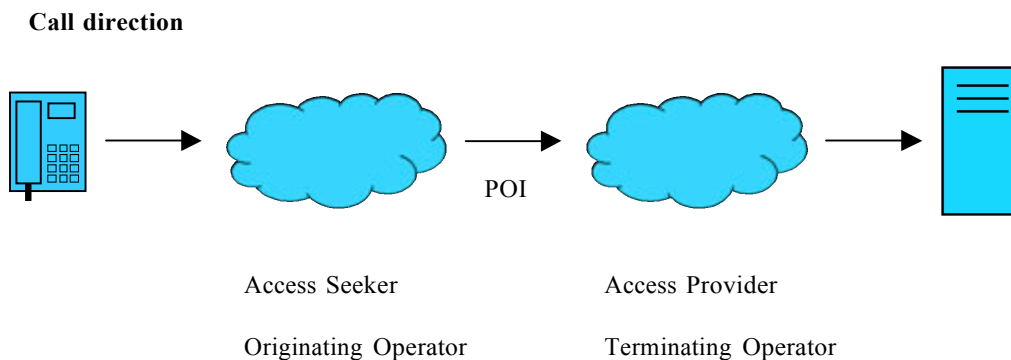 Call direction
POI
Access Seeker
Access Provider
Originating Operator
Terminating Operator